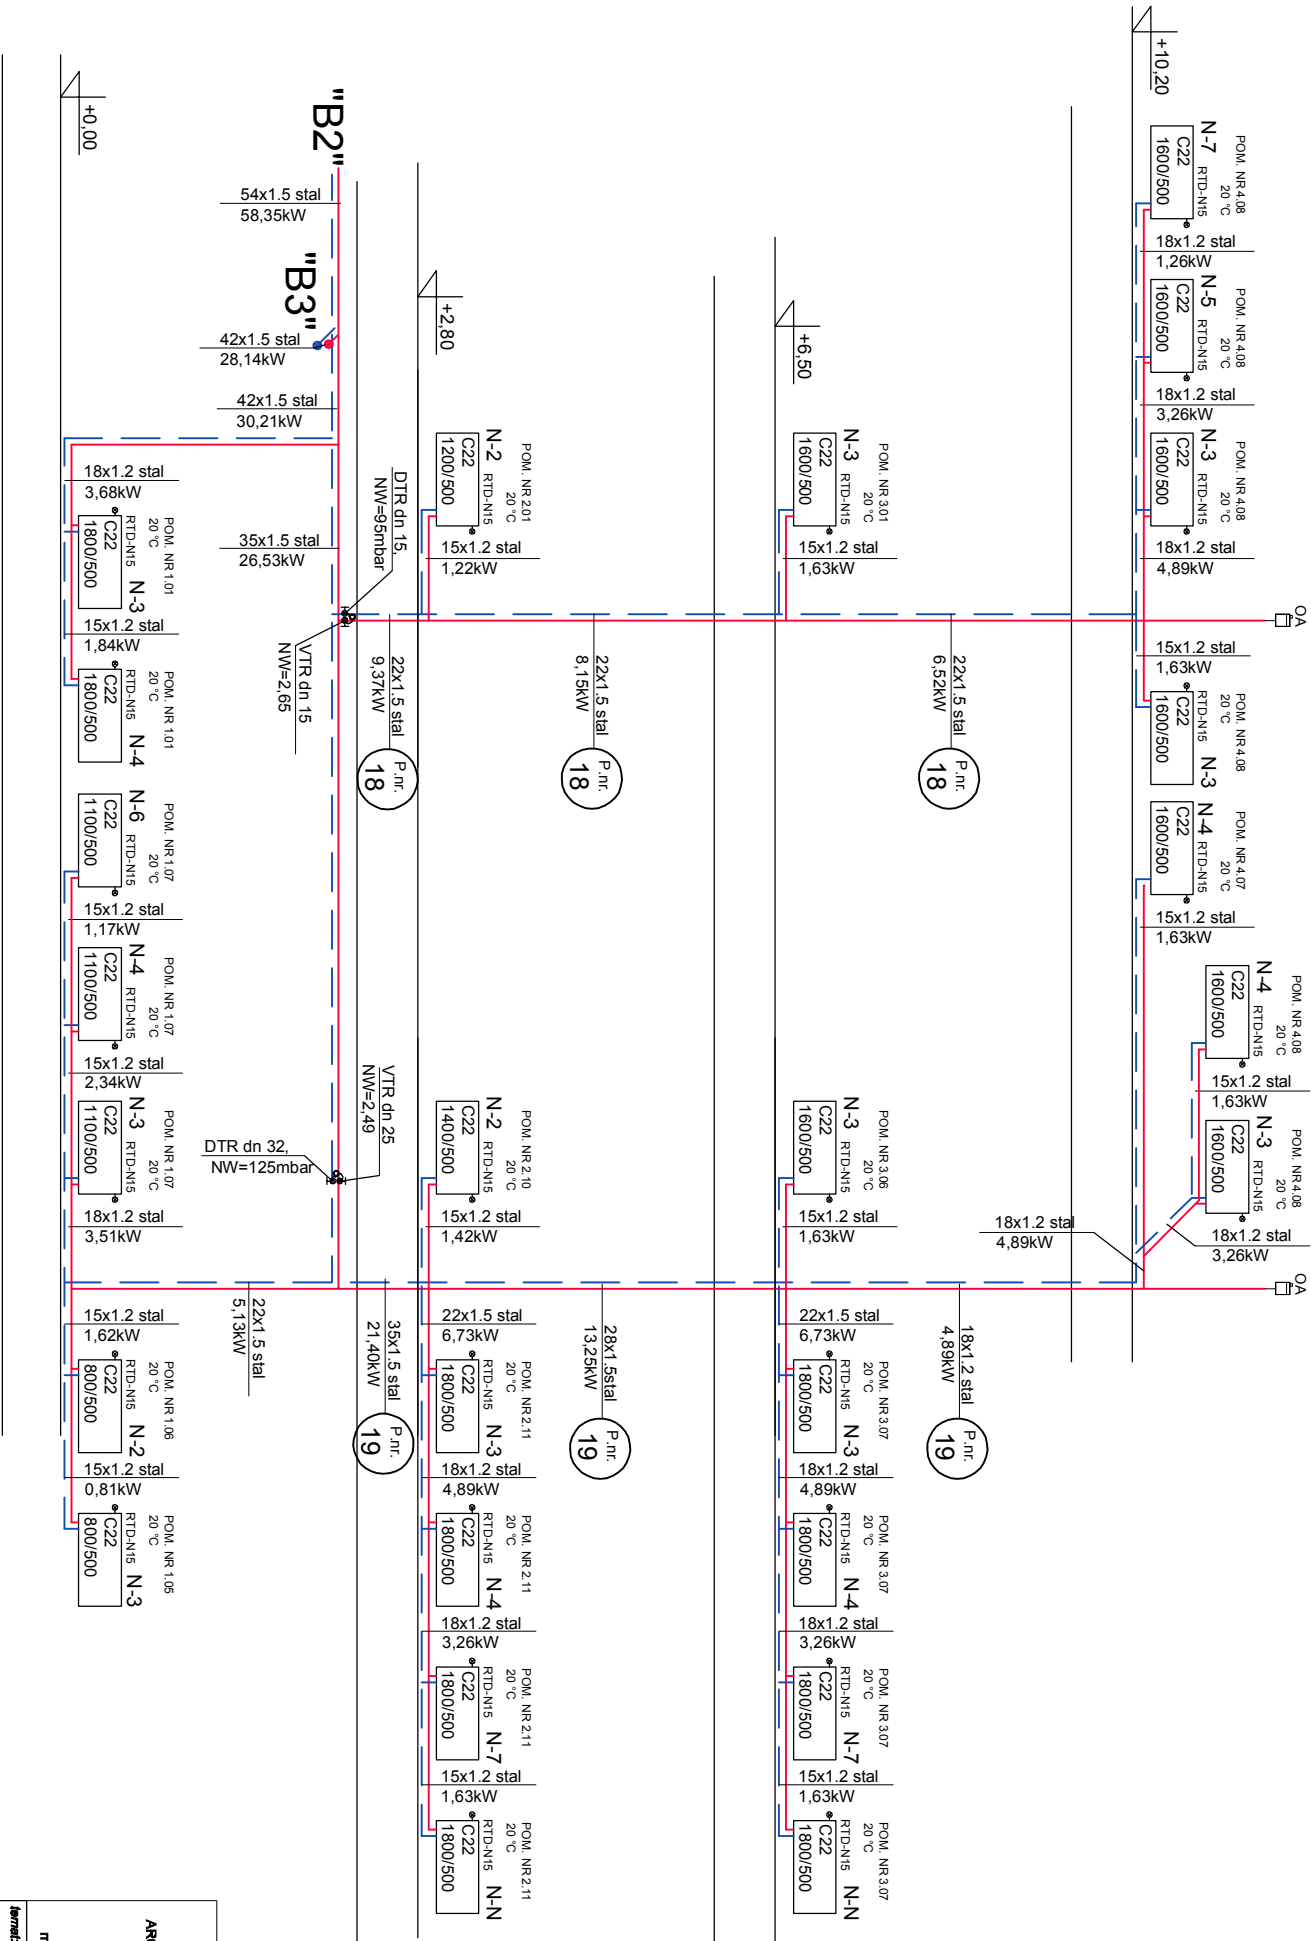 +10,20
N-7
POM. NR 4.08
20 °C
RTD-N15
C22
1600/500
18x1.2 stal
1,26kW
N-5
POM. NR 4.08
20 °C
RTD-N15
C22
1600/500
18x1.2 stal
3,26kW
N-3
POM. NR 4.08
20 °C
RTD-N15
C22
1600/500
18x1.2 stal
4,89kW
OA
15x1.2 stal
1,63kW
POM. NR 4.08
20 °C
RTD-N15
N-3
C22
1600/500
N-4
POM. NR 4.07
20 °C
RTD-N15
C22
1600/500
15x1.2 stal
1,63kW
N-4
POM. NR 4.08
20 °C
RTD-N15
C22
1600/500
15x1.2 stal
1,63kW
N-3
POM. NR 4.08
20 °C
RTD-N15
C22
1600/500
18x1.2 stal
3,26kW
18x1.2 stal
4,89kW
OA
+6,50
N-3
POM. NR 3.01
20 °C
RTD-N15
C22
1600/500
15x1.2 stal
1,63kW
22x1.5 stal
6,52kW
P.nr.
18
N-3
POM. NR 3.06
20 °C
RTD-N15
C22
1600/500
15x1.2 stal
1,63kW
18x1.2 stal
4,89kW
P.nr.
19
22x1.5 stal
6,73kW
POM. NR 3.07
20 °C
RTD-N15
N-3
C22
1800/500
18x1.2 stal
4,89kW
POM. NR 3.07
20 °C
RTD-N15
N-4
C22
1800/500
18x1.2 stal
3,26kW
POM. NR 3.07
20 °C
RTD-N15
N-7
C22
1800/500
15x1.2 stal
1,63kW
POM. NR 3.07
20 °C
RTD-N15
N-N
C22
1800/500
+2,80
N-2
POM. NR 2.01
20 °C
RTD-N15
C22
1200/500
15x1.2 stal
1,22kW
22x1.5 stal
8,15kW
P.nr.
18
N-2
POM. NR 2.10
20 °C
RTD-N15
C22
1400/500
15x1.2 stal
1,42kW
28x1.5stal
13,25kW
P.nr.
19
22x1.5 stal
6,73kW
POM. NR 2.11
20 °C
RTD-N15
N-3
C22
1800/500
18x1.2 stal
4,89kW
POM. NR 2.11
20 °C
RTD-N15
N-4
C22
1800/500
18x1.2 stal
3,26kW
POM. NR 2.11
20 °C
RTD-N15
N-7
C22
1800/500
15x1.2 stal
1,63kW
POM. NR 2.11
20 °C
RTD-N15
N-N
C22
1800/500
"B2"
54x1.5 stal
58,35kW
"B3"
42x1.5 stal
28,14kW
42x1.5 stal
30,21kW
35x1.5 stal
26,53kW
DTR dn 15,
NW=95mbar
VTR dn 15
NW=2,65
22x1.5 stal
9,37kW
P.nr.
18
VTR dn 25
NW=2,49
DTR dn 32,
NW=125mbar
35x1.5 stal
21,40kW
P.nr.
19
22x1.5 stal
5,13kW
+0,00
18x1.2 stal
3,68kW
POM. NR 1.01
20 °C
RTD-N15
N-3
C22
1800/500
15x1.2 stal
1,84kW
POM. NR 1.01
20 °C
RTD-N15
N-4
C22
1800/500
N-6
POM. NR 1.07
20 °C
RTD-N15
C22
1100/500
15x1.2 stal
1,17kW
N-4
POM. NR 1.07
20 °C
RTD-N15
C22
1100/500
15x1.2 stal
2,34kW
N-3
POM. NR 1.07
20 °C
RTD-N15
C22
1100/500
18x1.2 stal
3,51kW
15x1.2 stal
1,62kW
POM. NR 1.06
20 °C
RTD-N15
N-2
C22
800/500
15x1.2 stal
0,81kW
POM. NR 1.05
20 °C
RTD-N15
N-3
C22
800/500